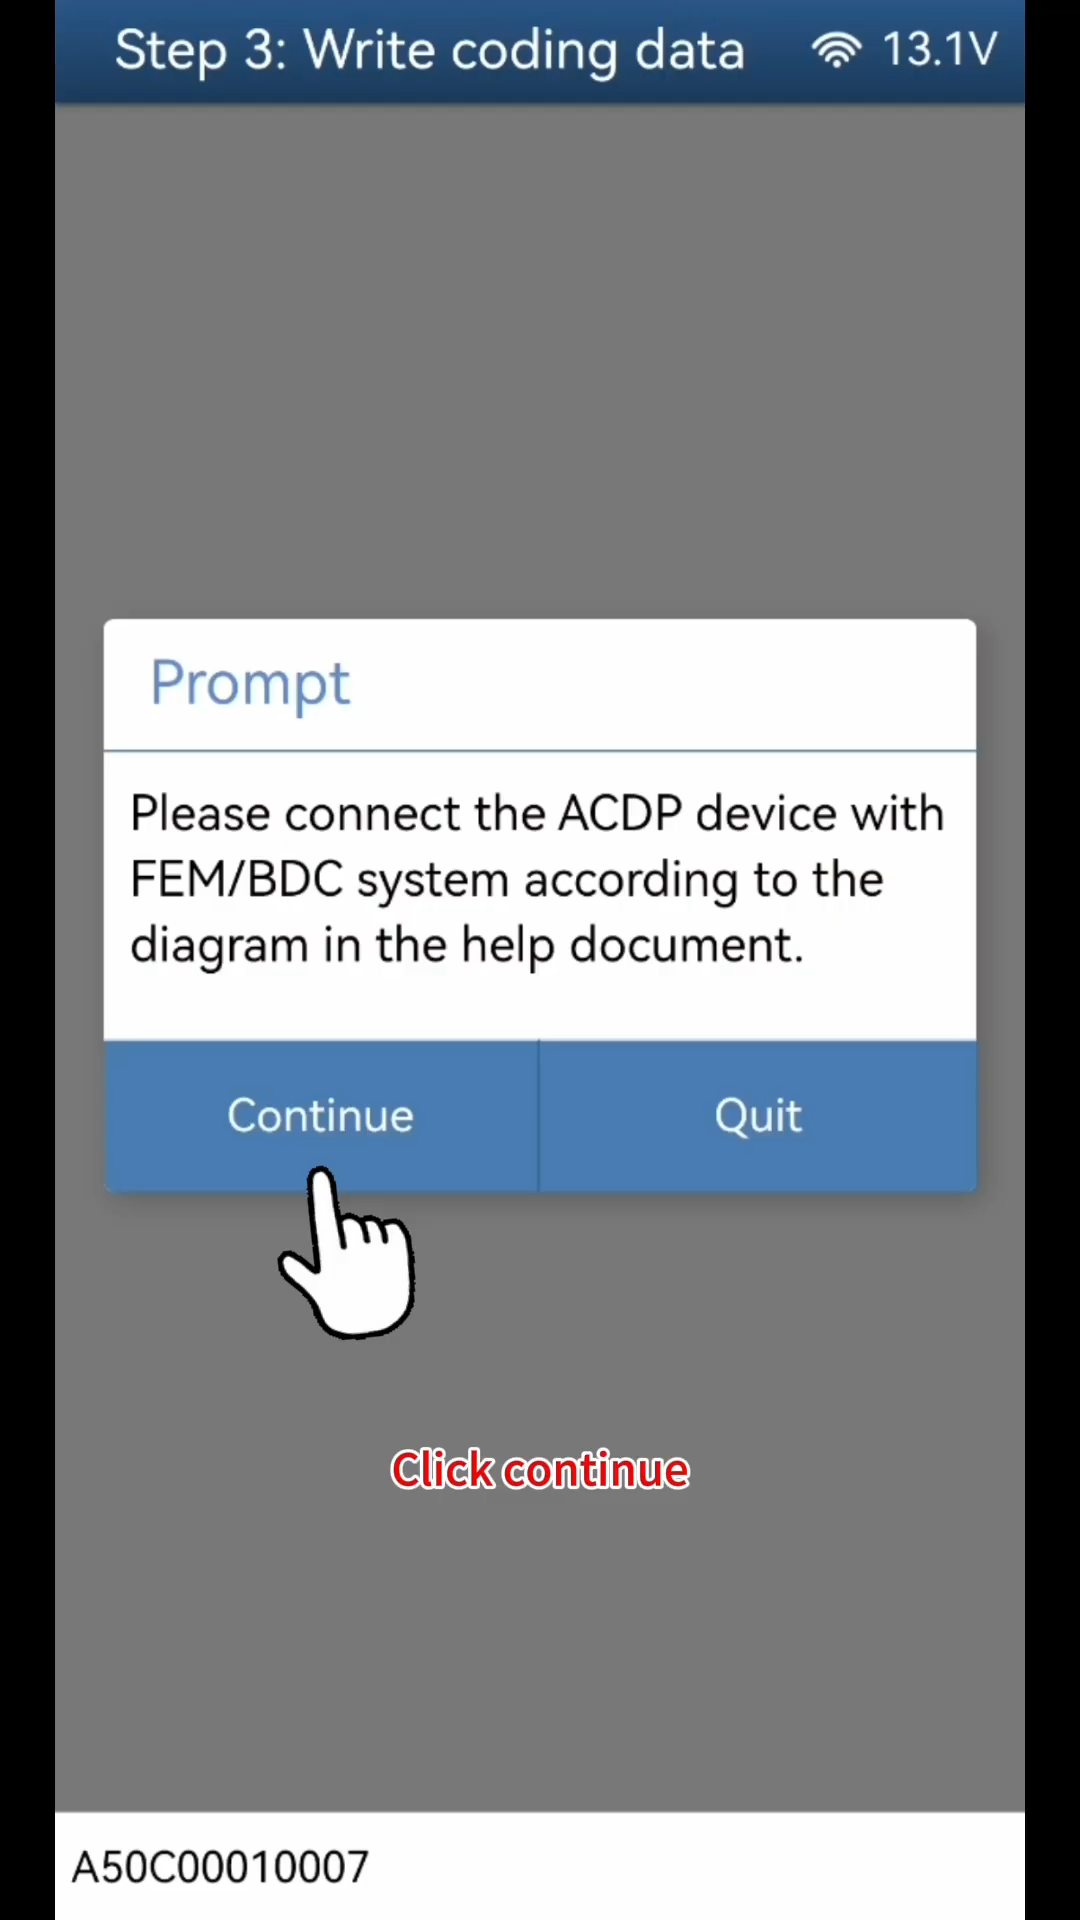 Step 3: Write coding data 13.1V
Prompt
Please connect the ACDP device with
FEM/BDC system according to the
diagram in the help document.
Continue Quit
Click continue
A50C00010007